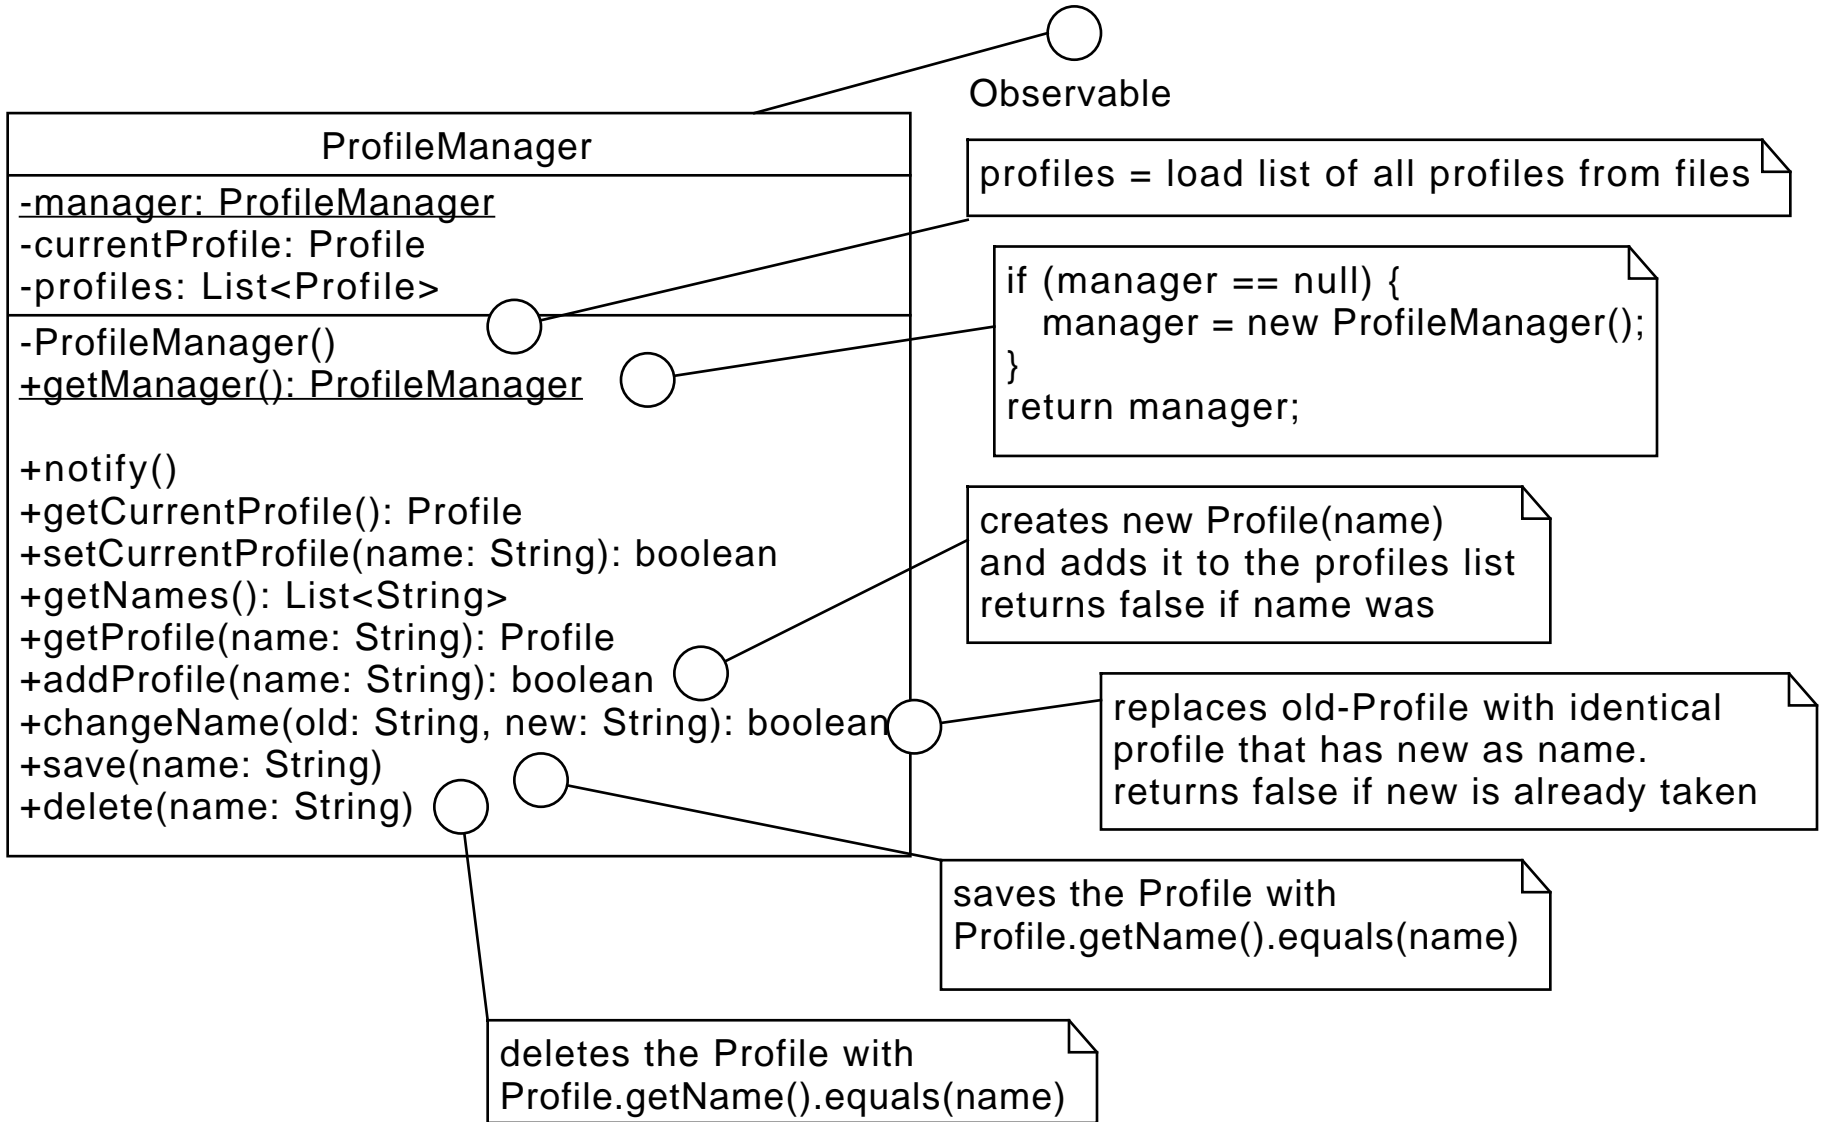 Observable
ProfileManager
-manager: ProfileManager
-currentProfile: Profile
-profiles: List<Profile>
-ProfileManager()
+getManager(): ProfileManager
+notify()
+getCurrentProfile(): Profile
+setCurrentProfile(name: String): boolean
+getNames(): List<String>
+getProfile(name: String): Profile
+addProfile(name: String): boolean
+changeName(old: String, new: String): boolean
+save(name: String)
+delete(name: String)
profiles = load list of all profiles from files
if (manager == null) {
manager = new ProfileManager();
}
return manager;
creates new Profile(name)
and adds it to the profiles list
returns false if name was
replaces old-Profile with identical
profile that has new as name.
returns false if new is already taken
saves the Profile with
Profile.getName().equals(name)
deletes the Profile with
Profile.getName().equals(name)